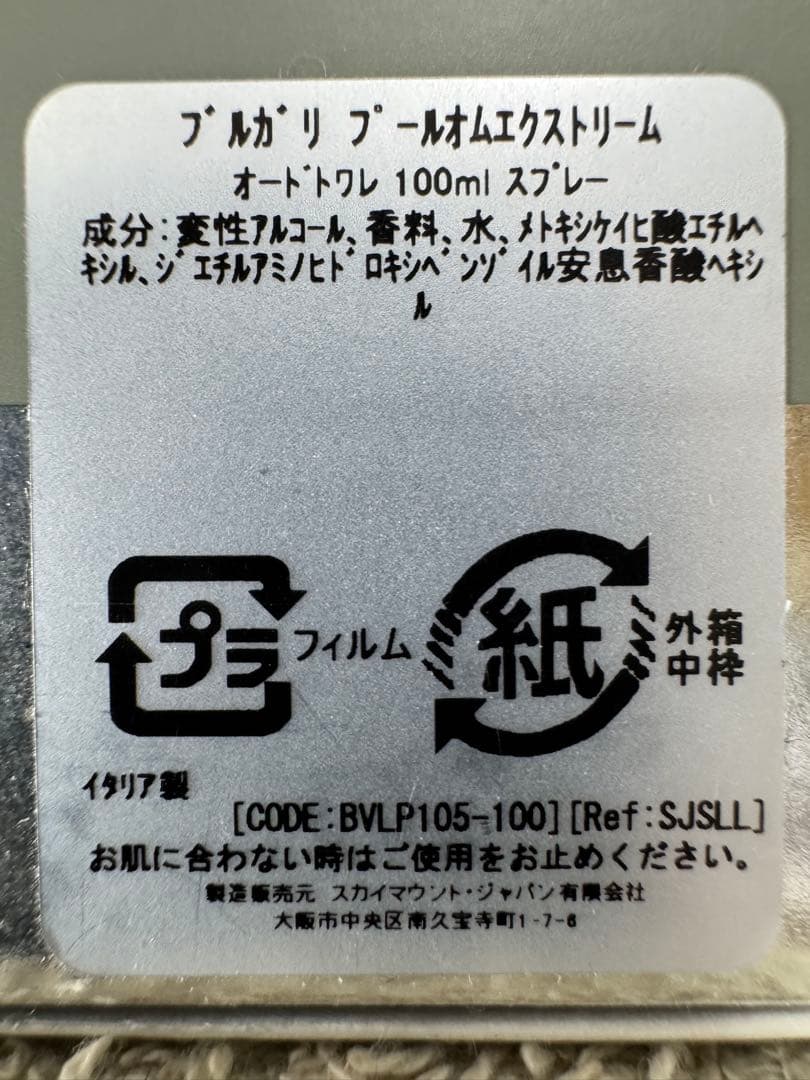 ブルガリ プールオムエクストリーム
オードトワレ 100ml スプレー
成分:変性アルコール、香料、水、メトキシケイヒ酸エチルヘ
キシル、ジエチルアミノヒドロキシベンゾイル安息香酸ヘキシ
ル
プラ フィルム
紙 外箱
中枠
イタリア製
[CODE:BVLP105-100][Ref:SJSLL]
お肌に合わない時はご使用をお止めください。
製造販売元 スカイマウント・ジャパン有限会社
大阪市中央区南久宝寺町1-7-6